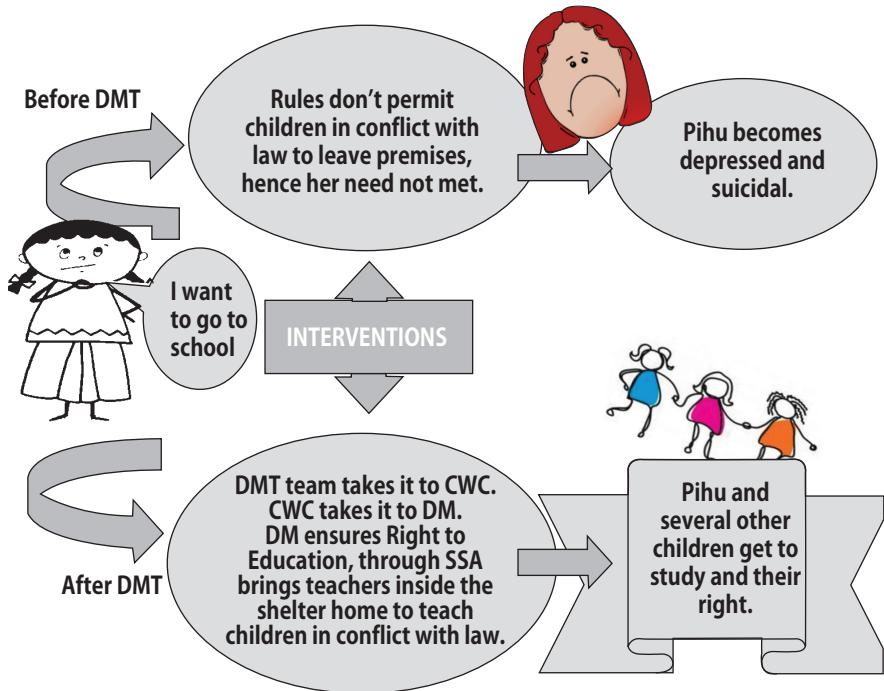 Before DMT
Rules don’t permit
children in conflict with
law to leave premises,
hence her need not met.
Pihu becomes
depressed and
suicidal.
I want
to go to
school
INTERVENTIONS
After DMT
DMT team takes it to CWC.
CWC takes it to DM.
DM ensures Right to
Education, through SSA
brings teachers inside the
shelter home to teach
children in conflict with law.
Pihu and
several other
children get to
study and their
right.